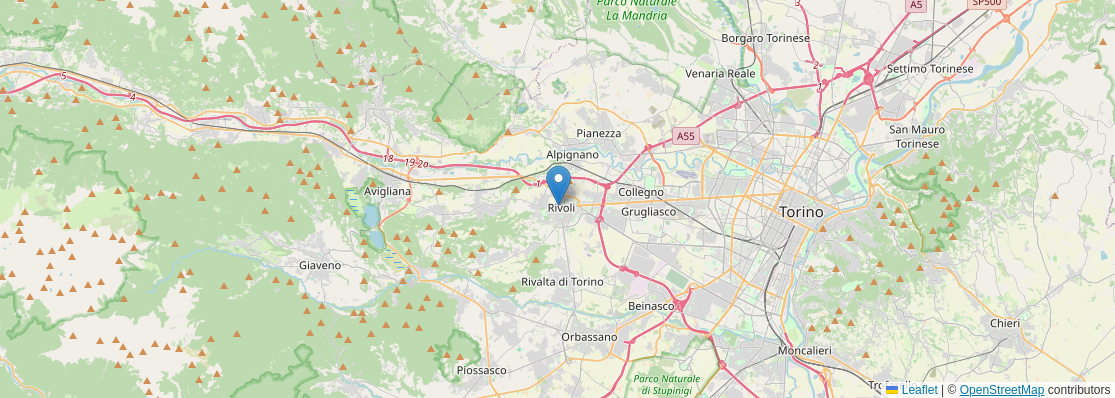 Parco Naturale
La Mandria
A5
SP500
Borgaro Torinese
2
Venaria Reale
Settimo Torinese
5
1
4
San Mauro
Torinese
Pianezza
A55
18
19 2a
Alpignano
1
Avigliana
Collegno
Rivoli
Grugliasco
Torino
Giaveno
Rivalta di Torino
Beinasco
Chieri
Orbassano
Moncalieri
Piossasco
Parco Naturale
di Stupinigi
Leaflet | © OpenStreetMap contributors